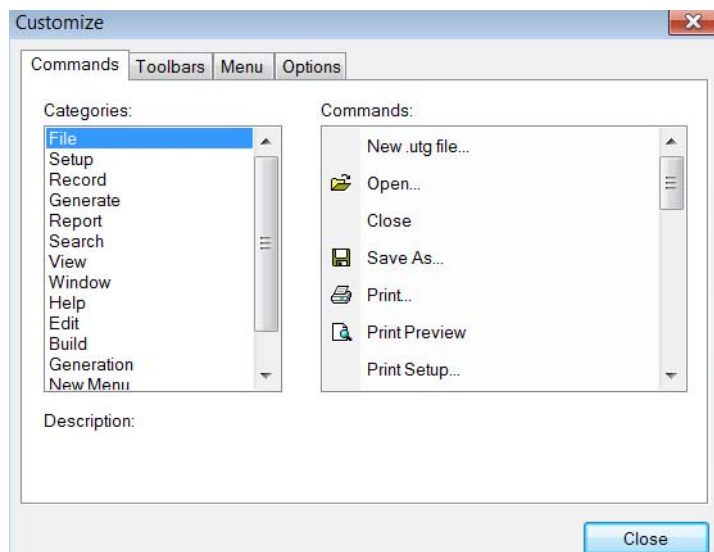 Customize
Commands Toolbars Menu Options
Categories:
File
Setup
Record
Generate
Report
Search
View
Window
Help
Edit
Build
Generation
New Menu
Commands:
New .utg file...
Open...
Close
Save As...
Print...
Print Preview
Print Setup...
Description:
Close